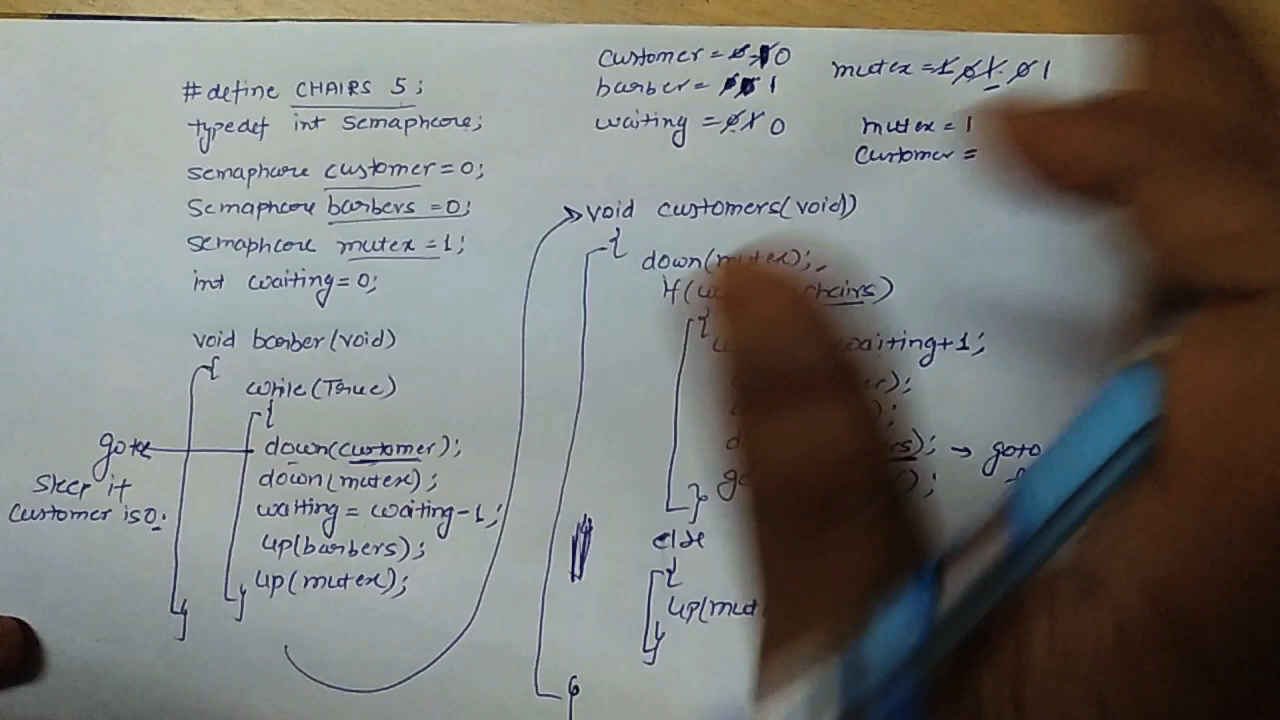 #define CHAIRS 5;
typedef int semaphore;
semaphore customer=0;
Semaphore barbers=0;
semaphore mutex=1;
int waiting=0;
void barber(void)
{
while(True)
{
down(customer);
down(mutex);
waiting=waiting-1;
up(barbers);
up(mutex);
}
}
goto
sleep if
customer is 0.
customer = 0 1 0
barber = 0 0 1
waiting = 0 1 0
mutex = 1 0 1 0 1
mutex = 1
customer =
void customers(void)
{
down(mutex);
If( chairs)
{
waiting+1;
);
);
); → goto
);
}
else
{
up(mut
}